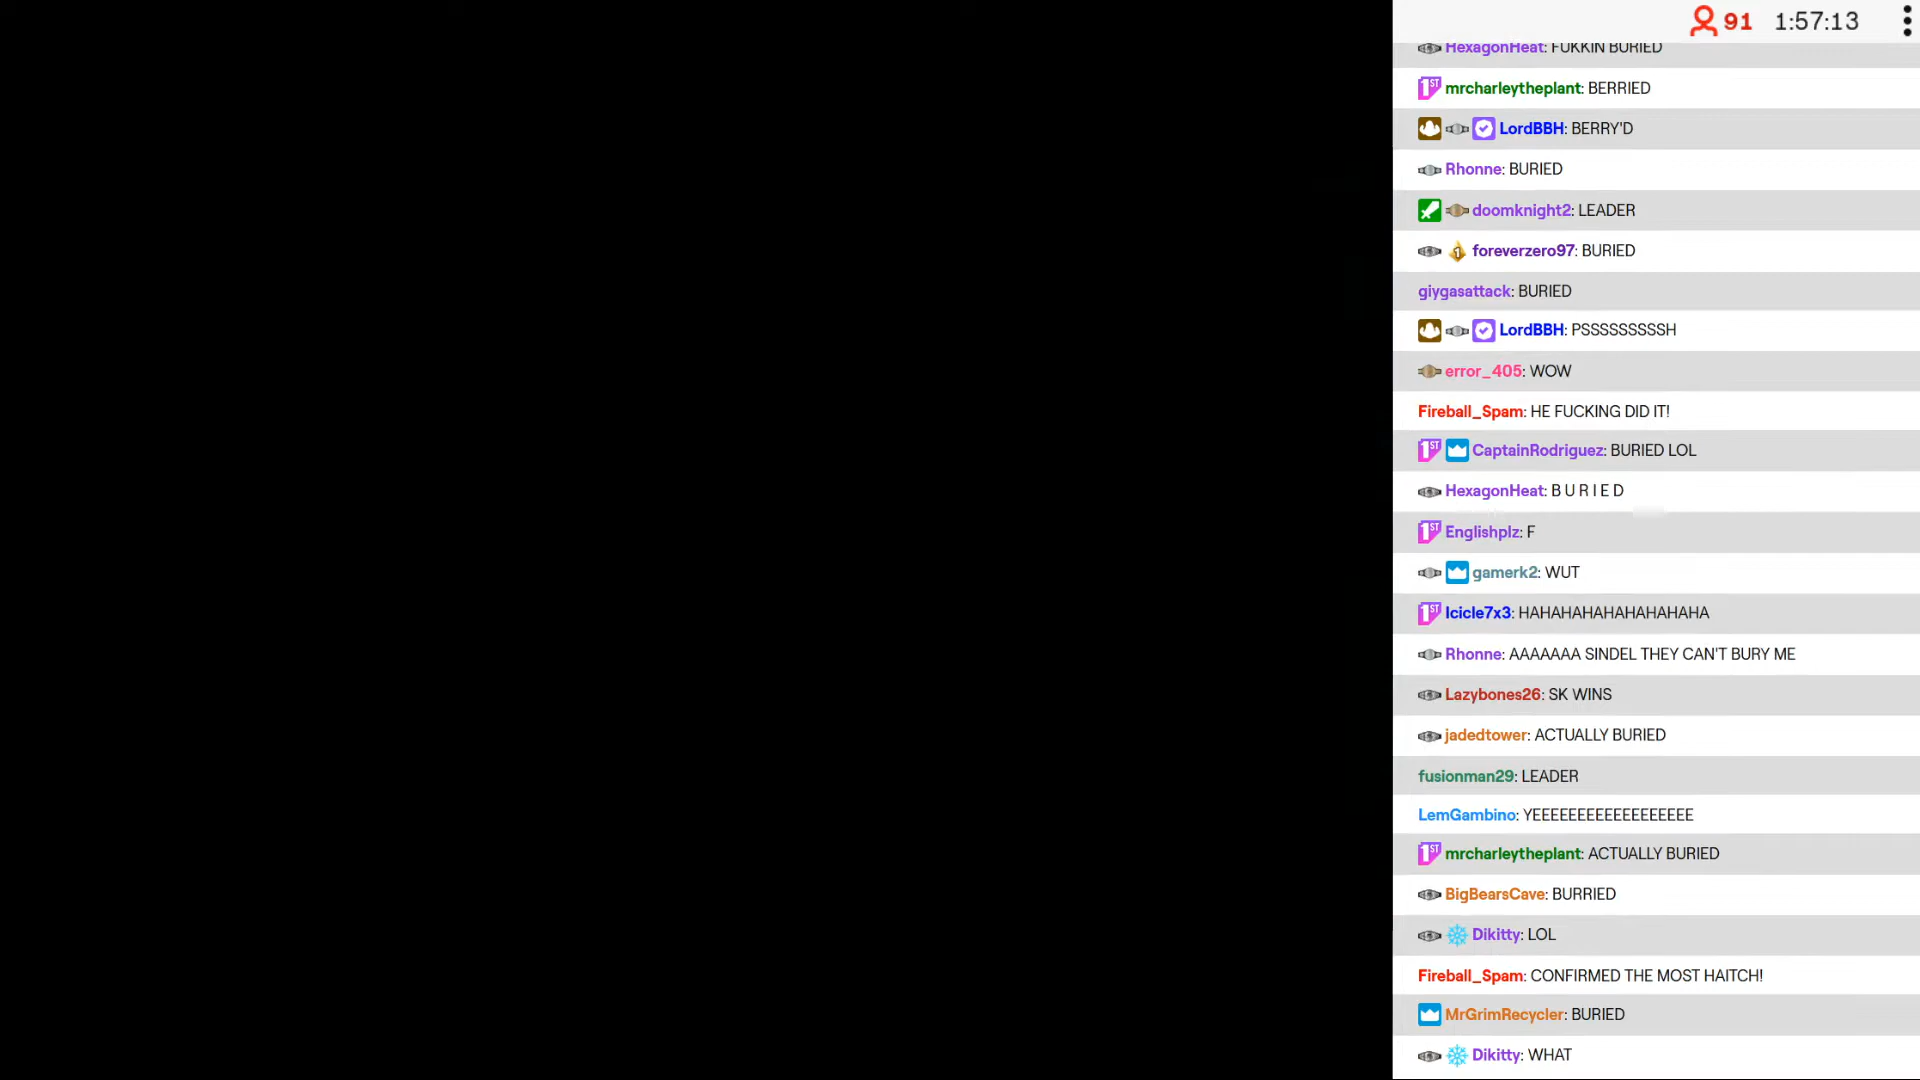 91 1:57:13
HexagonHeat: FUKKIN BURIED
mrcharleytheplant: BERRIED
LordBBH: BERRY'D
Rhonne: BURIED
doomknight2: LEADER
foreverzero97: BURIED
giygasattack: BURIED
LordBBH: PSSSSSSSSSH
error_405: WOW
Fireball_Spam: HE FUCKING DID IT!
CaptainRodriguez: BURIED LOL
HexagonHeat: B U R I E D
Englishplz: F
gamerk2: WUT
Icicle7x3: HAHAHAHAHAHAHAHAHA
Rhonne: AAAAAAA SINDEL THEY CAN'T BURY ME
Lazybones26: SK WINS
jadedtower: ACTUALLY BURIED
fusionman29: LEADER
LemGambino: YEEEEEEEEEEEEEEEEEE
mrcharleytheplant: ACTUALLY BURIED
BigBearsCave: BURRIED
Dikitty: LOL
Fireball_Spam: CONFIRMED THE MOST HAITCH!
MrGrimRecycler: BURIED
Dikitty: WHAT